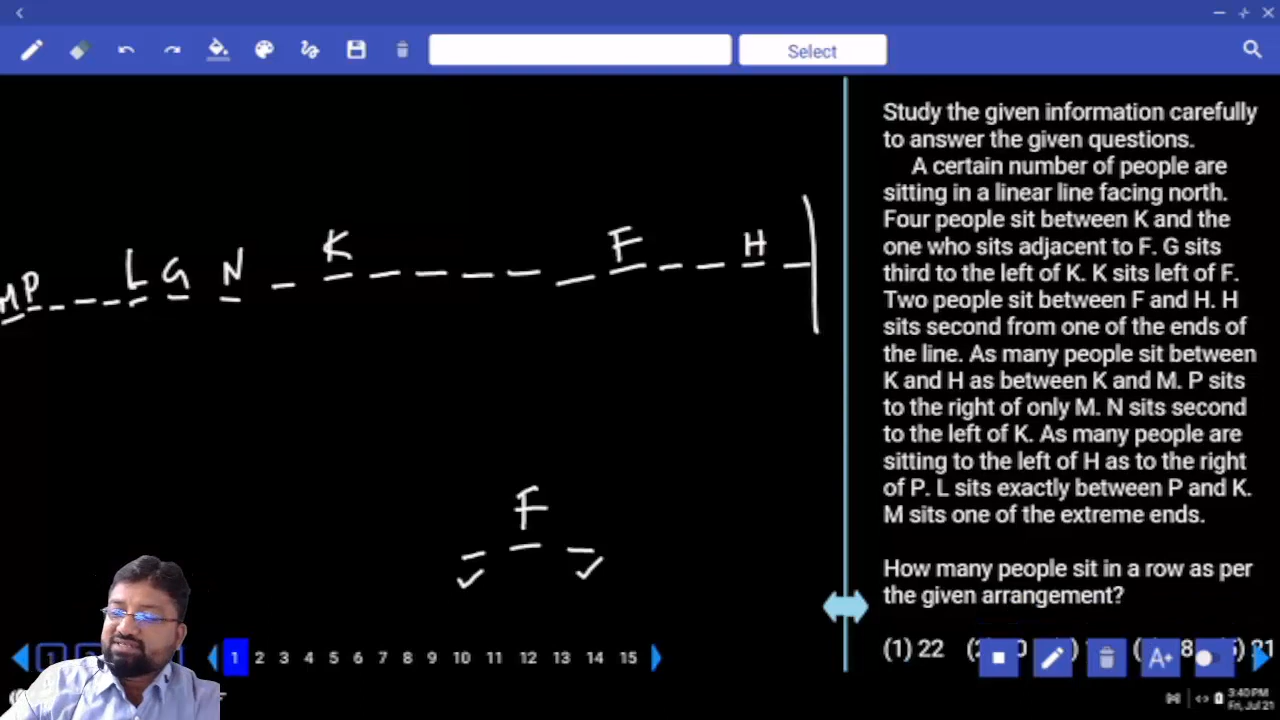 Select
Study the given information carefully
to answer the given questions.
A certain number of people are
sitting in a linear line facing north.
Four people sit between K and the
one who sits adjacent to F. G sits
third to the left of K. K sits left of F.
Two people sit between F and H. H
sits second from one of the ends of
the line. As many people sit between
K and H as between K and M. P sits
to the right of only M. N sits second
to the left of K. As many people are
sitting to the left of H as to the right
of P. L sits exactly between P and K.
M sits one of the extreme ends.
How many people sit in a row as per
the given arrangement?
(1) 22
M P L G N K F H
F
1 2 3 4 5 6 7 8 9 10 11 12 13 14 15
A+
3:40 PM
Fri, Jul 21